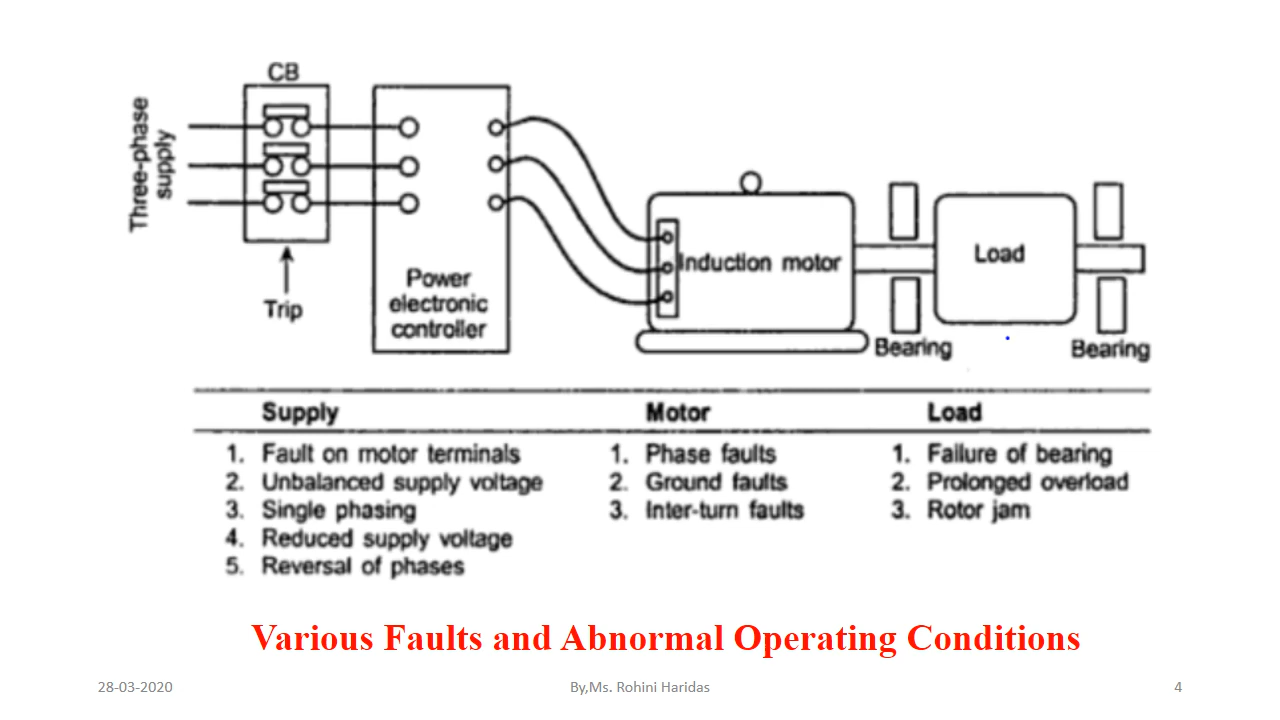 CB
Three-phase
supply
Trip
Power
electronic
controller
Induction motor
Load
Bearing
Bearing
Supply
1. Fault on motor terminals
2. Unbalanced supply voltage
3. Single phasing
4. Reduced supply voltage
5. Reversal of phases
Motor
1. Phase faults
2. Ground faults
3. Inter-turn faults
Load
1. Failure of bearing
2. Prolonged overload
3. Rotor jam
Various Faults and Abnormal Operating Conditions
28-03-2020
By,Ms. Rohini Haridas
4